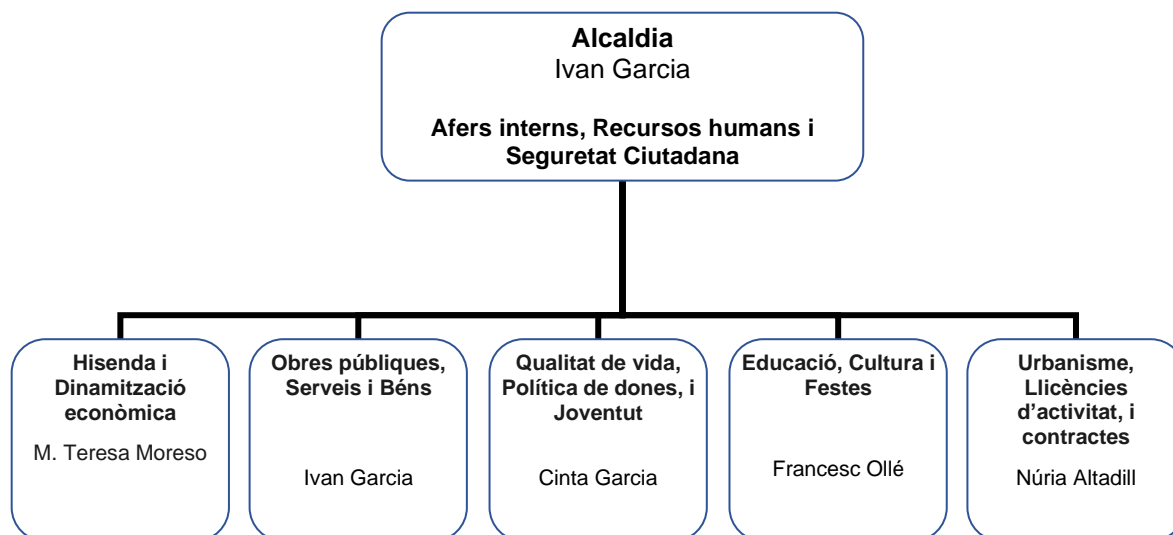 Alcaldia
Ivan Garcia
Afers interns, Recursos humans i
Seguretat Ciutadana
Hisenda i
Dinamització
econòmica
M. Teresa Moreso
Obres públiques,
Serveis i Béns
Ivan Garcia
Qualitat de vida,
Política de dones, i
Joventut
Cinta Garcia
Educació, Cultura i
Festes
Francesc Ollé
Urbanisme,
Llicències
d’activitat, i
contractes
Núria Altadill